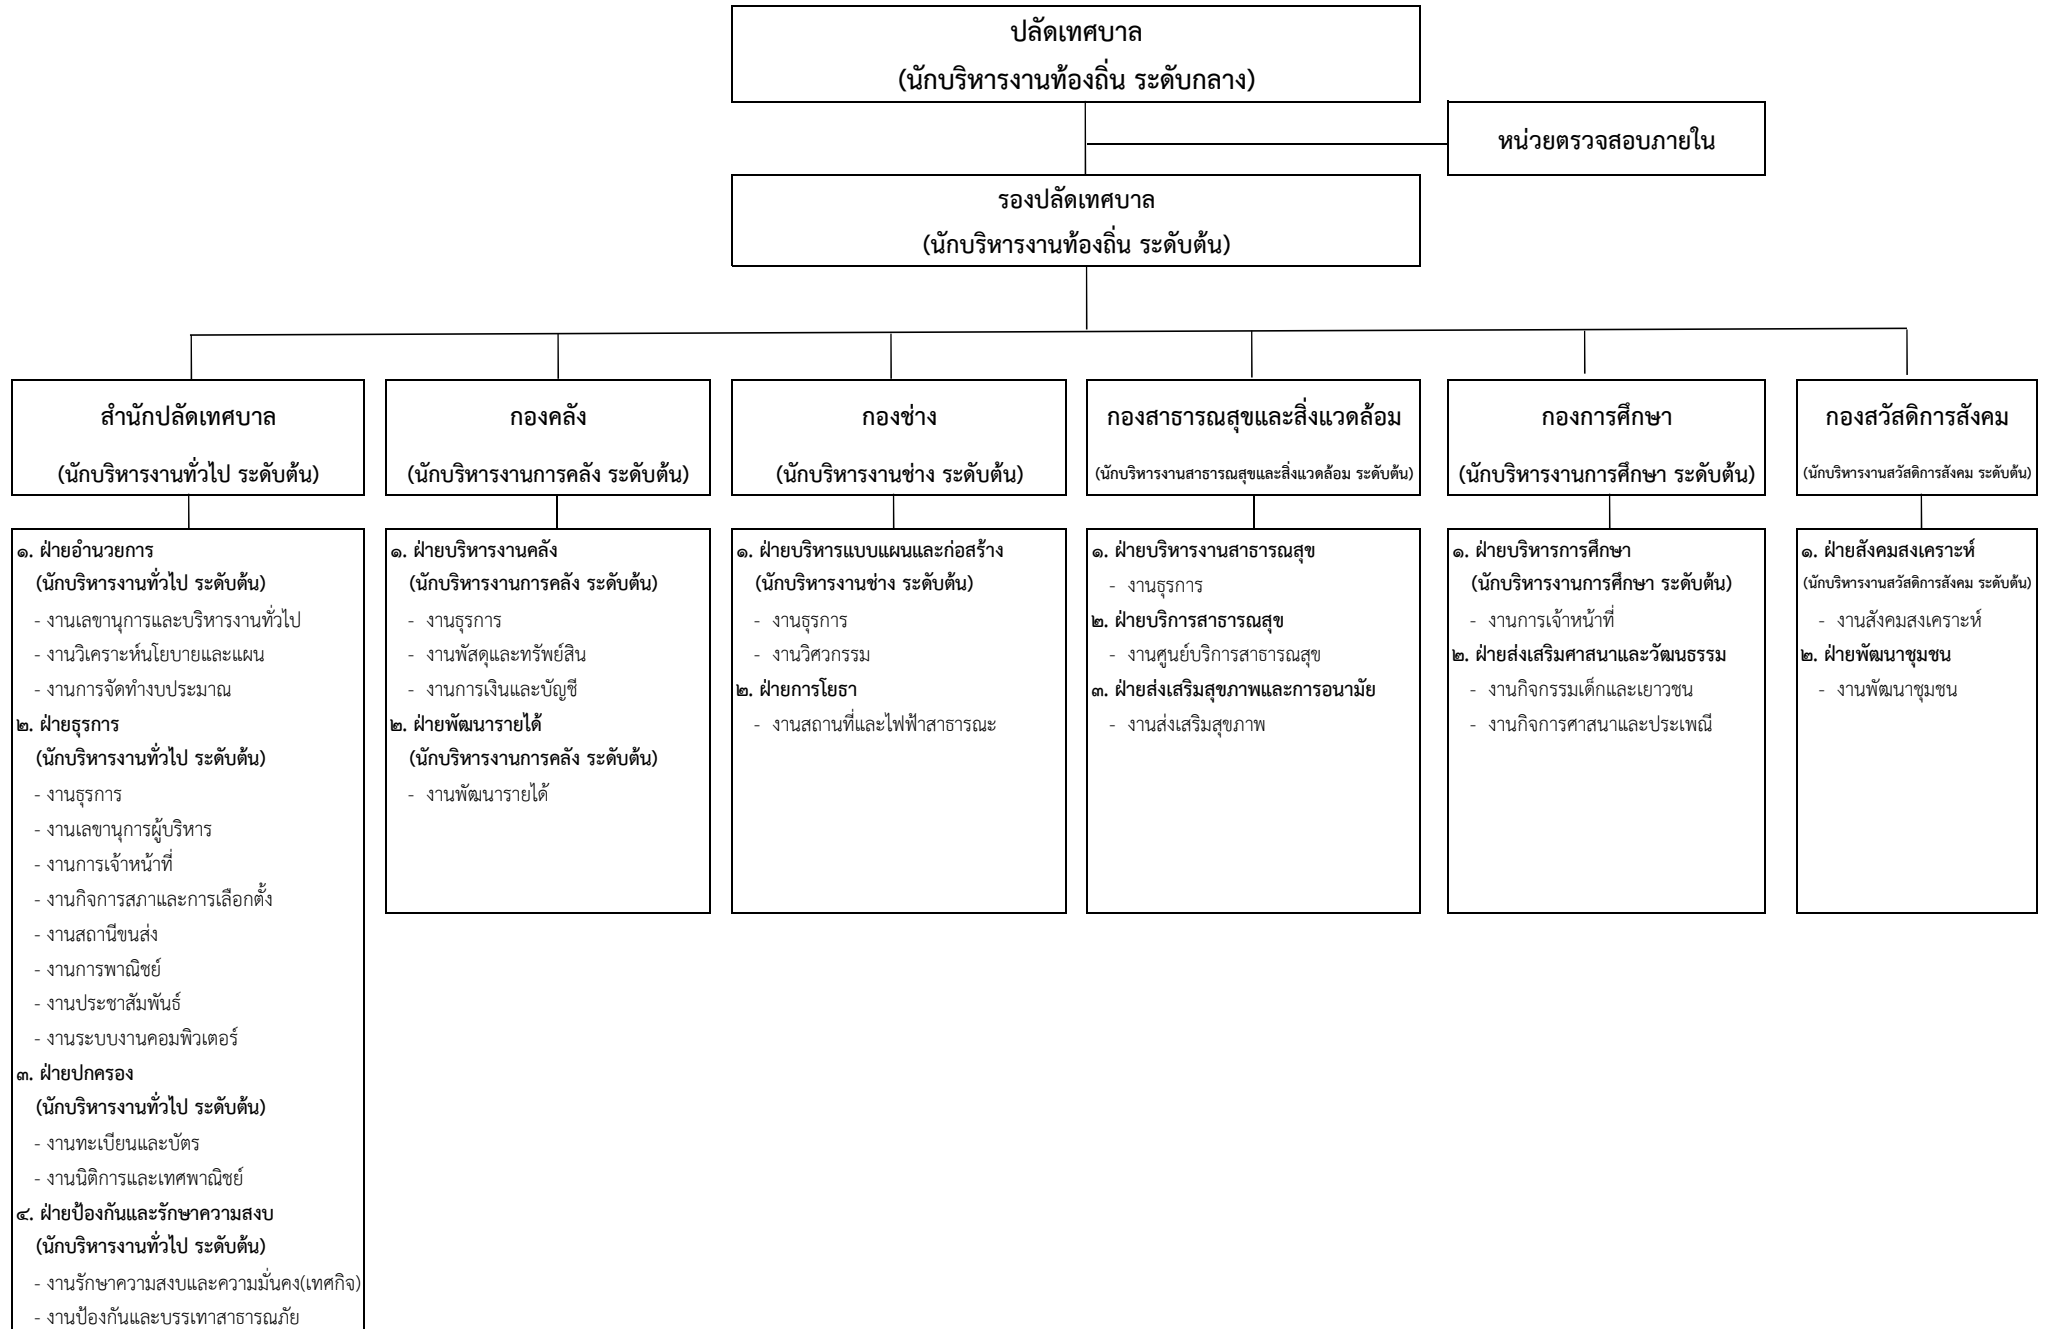 ปลัดเทศบาล
(นักบริหารงานท้องถิ่น ระดับกลาง)
หน่วยตรวจสอบภายใน
รองปลัดเทศบาล
(นักบริหารงานท้องถิ่น ระดับต้น)
สำนักปลัดเทศบาล
(นักบริหารงานทั่วไป ระดับต้น)
กองคลัง
(นักบริหารงานการคลัง ระดับต้น)
กองช่าง
(นักบริหารงานช่าง ระดับต้น)
กองสาธารณสุขและสิ่งแวดล้อม
(นักบริหารงานสาธารณสุขและสิ่งแวดล้อม ระดับต้น)
กองการศึกษา
(นักบริหารงานการศึกษา ระดับต้น)
กองสวัสดิการสังคม
(นักบริหารงานสวัสดิการสังคม ระดับต้น)
๑. ฝ่ายอำนวยการ
(นักบริหารงานทั่วไป ระดับต้น)
- งานเลขานุการและบริหารงานทั่วไป
- งานวิเคราะห์นโยบายและแผน
- งานการจัดทำงบประมาณ
๒. ฝ่ายธุรการ
(นักบริหารงานทั่วไป ระดับต้น)
- งานธุรการ
- งานเลขานุการผู้บริหาร
- งานการเจ้าหน้าที่
- งานกิจการสภาและการเลือกตั้ง
- งานสถานีขนส่ง
- งานการพาณิชย์
- งานประชาสัมพันธ์
- งานระบบงานคอมพิวเตอร์
๓. ฝ่ายปกครอง
(นักบริหารงานทั่วไป ระดับต้น)
- งานทะเบียนและบัตร
- งานนิติการและเทศพาณิชย์
๔. ฝ่ายป้องกันและรักษาความสงบ
(นักบริหารงานทั่วไป ระดับต้น)
- งานรักษาความสงบและความมั่นคง(เทศกิจ)
- งานป้องกันและบรรเทาสาธารณภัย
๑. ฝ่ายบริหารงานคลัง
(นักบริหารงานการคลัง ระดับต้น)
- งานธุรการ
- งานพัสดุและทรัพย์สิน
- งานการเงินและบัญชี
๒. ฝ่ายพัฒนารายได้
(นักบริหารงานการคลัง ระดับต้น)
- งานพัฒนารายได้
๑. ฝ่ายบริหารแบบแผนและก่อสร้าง
(นักบริหารงานช่าง ระดับต้น)
- งานธุรการ
- งานวิศวกรรม
๒. ฝ่ายการโยธา
- งานสถานที่และไฟฟ้าสาธารณะ
๑. ฝ่ายบริหารงานสาธารณสุข
- งานธุรการ
๒. ฝ่ายบริการสาธารณสุข
- งานศูนย์บริการสาธารณสุข
๓. ฝ่ายส่งเสริมสุขภาพและการอนามัย
- งานส่งเสริมสุขภาพ
๑. ฝ่ายบริหารการศึกษา
(นักบริหารงานการศึกษา ระดับต้น)
- งานการเจ้าหน้าที่
๒. ฝ่ายส่งเสริมศาสนาและวัฒนธรรม
- งานกิจกรรมเด็กและเยาวชน
- งานกิจการศาสนาและประเพณี
๑. ฝ่ายสังคมสงเคราะห์
(นักบริหารงานสวัสดิการสังคม ระดับต้น)
- งานสังคมสงเคราะห์
๒. ฝ่ายพัฒนาชุมชน
- งานพัฒนาชุมชน